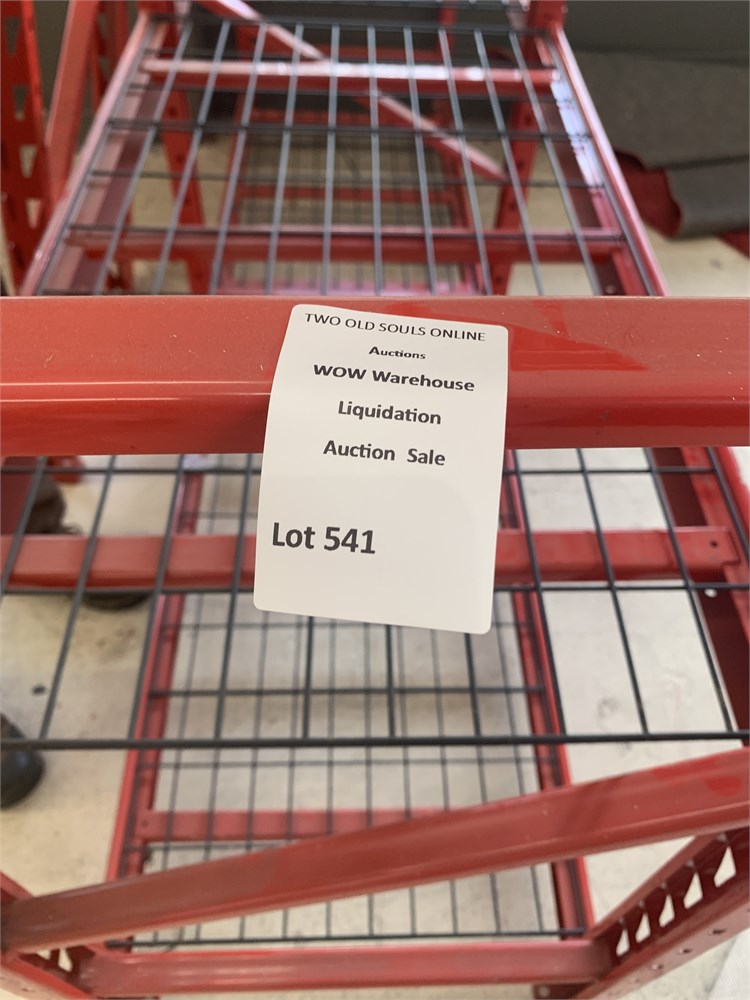 TWO OLD SOULS ONLINE
Auctions
WOW Warehouse
Liquidation
Auction Sale
Lot 541